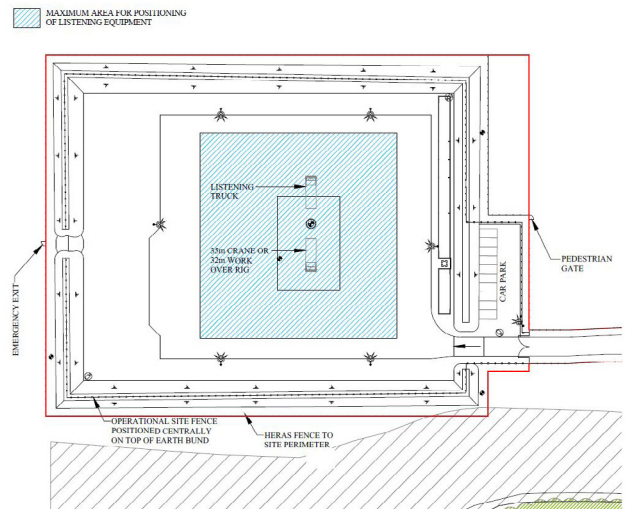 MAXIMUM AREA FOR POSITIONING
OF LISTENING EQUIPMENT
LISTENING
TRUCK
35m CRANE OR
32m WORK
OVER RIG
EMERGENCY EXIT
CAR PARK
PEDESTRIAN
GATE
OPERATIONAL SITE FENCE
POSITIONED CENTRALLY
ON TOP OF EARTH BUND
HERAS FENCE TO
SITE PERIMETER